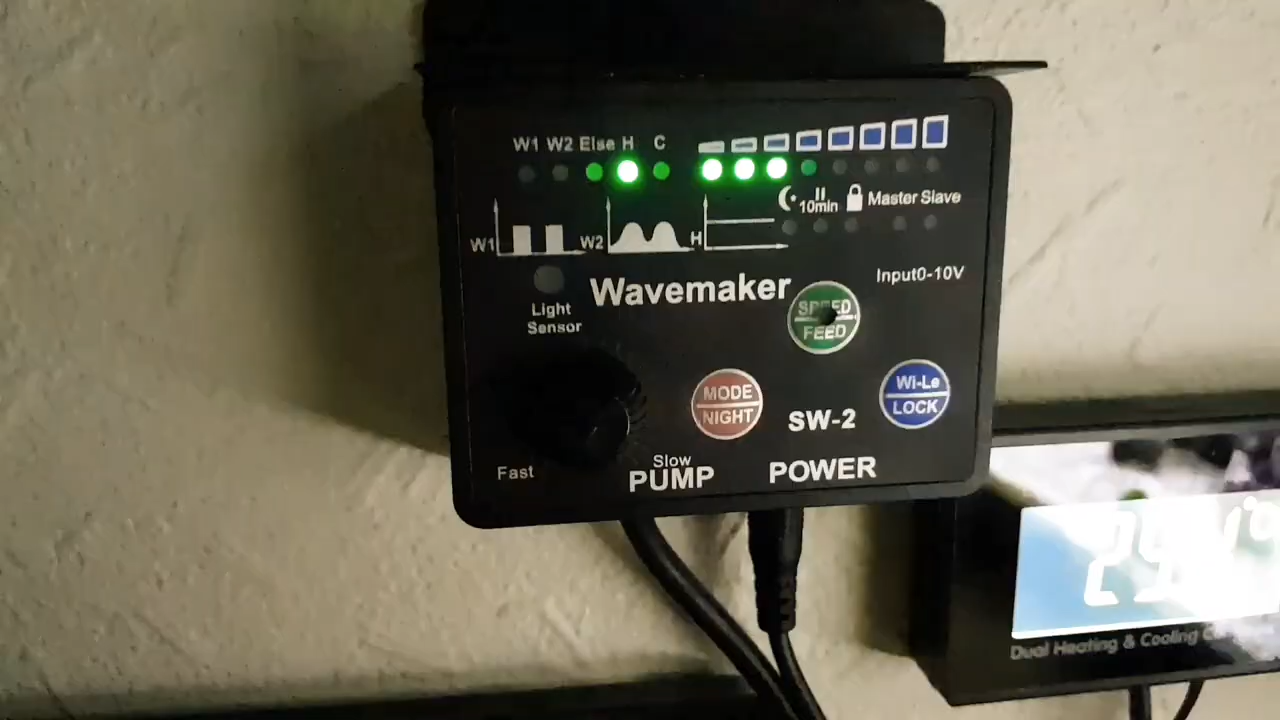 W1 W2 Else H C
10min Master Slave
W1 W2 H
Input0-10V
Wavemaker
Light
Sensor
SPEED
FEED
MODE
NIGHT
Wi-Le
LOCK
SW-2
Fast
Slow
PUMP
POWER
Dual Heating & Cooling